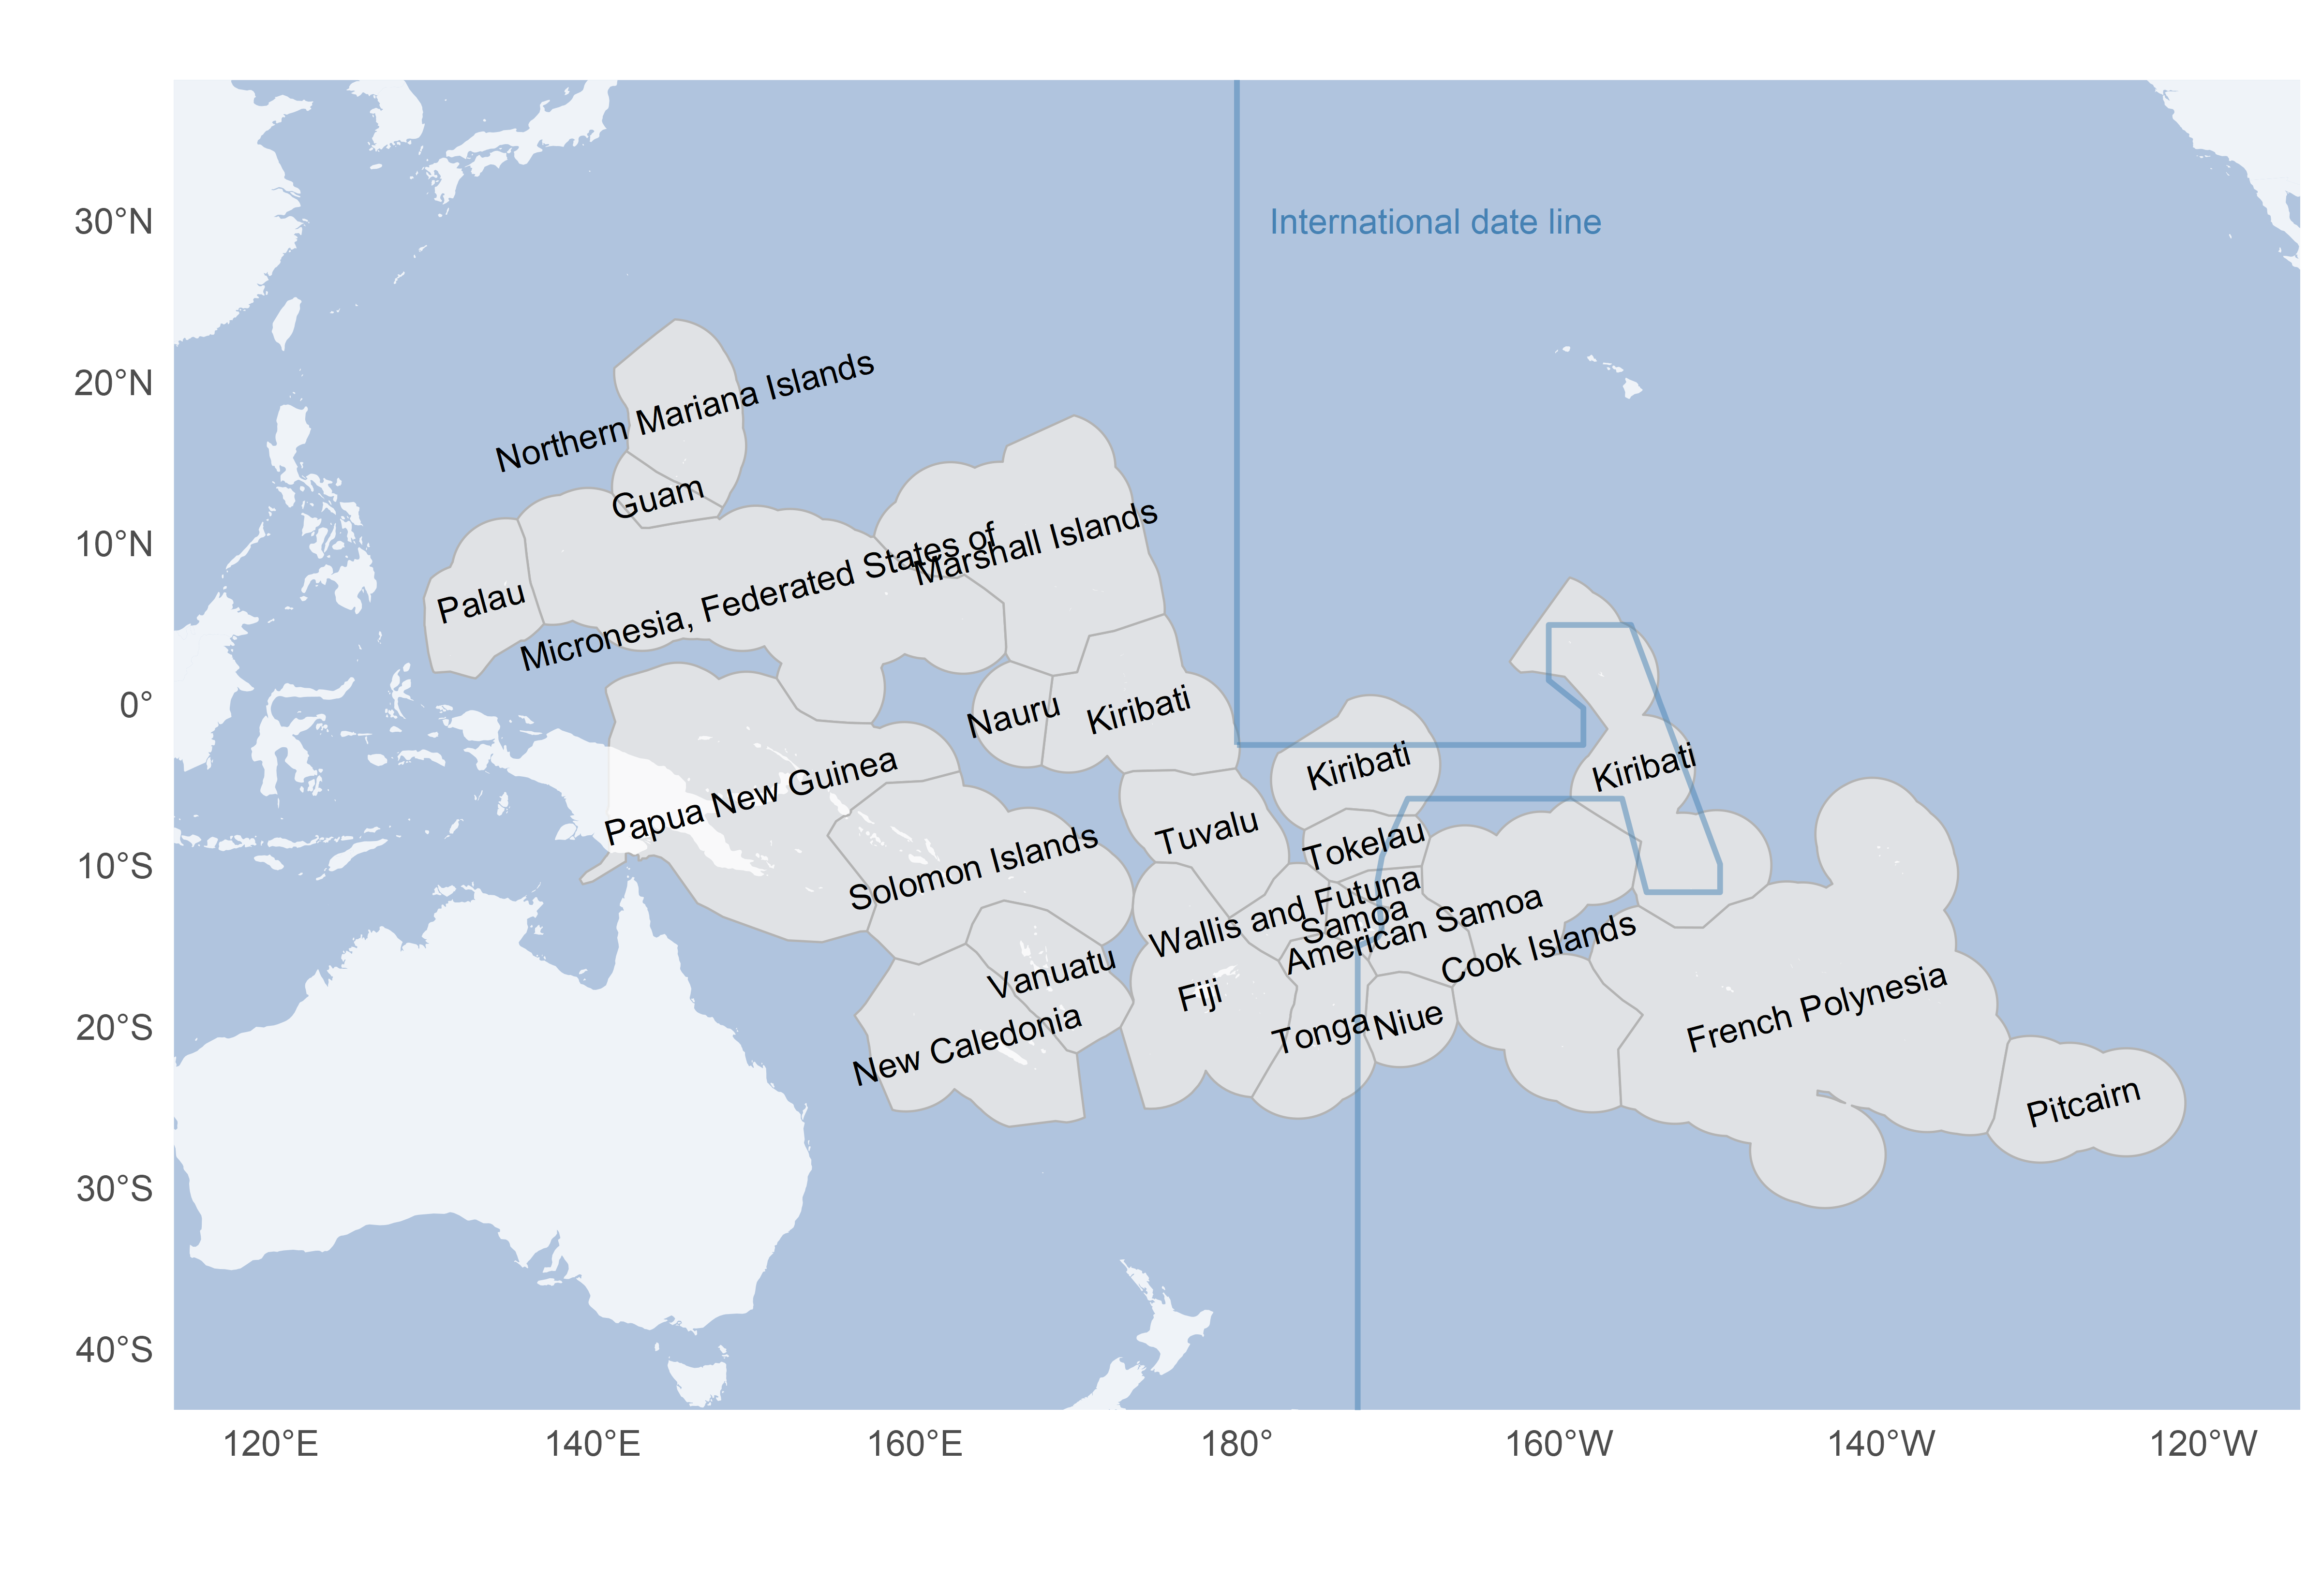 30°N
International date line
20°N
Northern Mariana Islands
Guam
10°N
Marshall Islands
Micronesia, Federated States of
Palau
0°
Nauru
Kiribati
Kiribati
Kiribati
Papua New Guinea
Tuvalu
Tokelau
10°S
Solomon Islands
Wallis and Futuna
Samoa
American Samoa
Cook Islands
Vanuatu
Fiji
French Polynesia
20°S
New Caledonia
Tonga
Niue
Pitcairn
30°S
40°S
120°E
140°E
160°E
180°
160°W
140°W
120°W